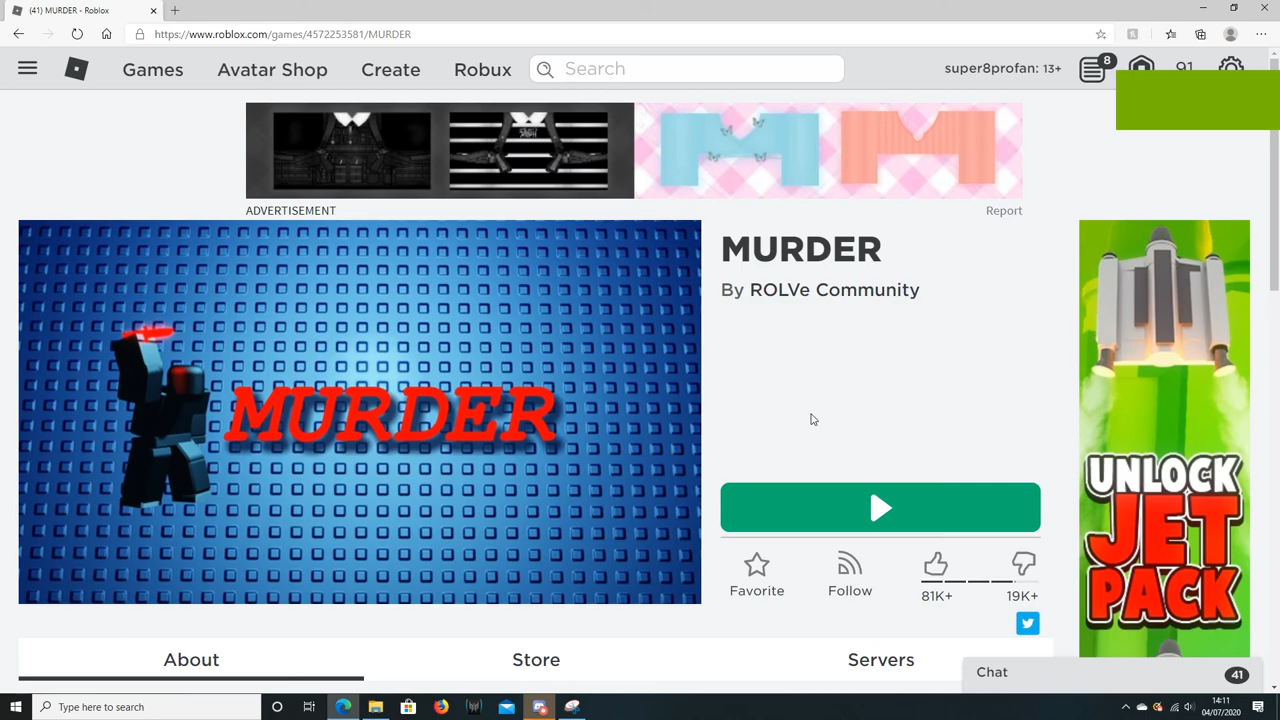 (41) MURDER - Roblox
https://www.roblox.com/games/4572253581/MURDER
Games Avatar Shop Create Robux Search super8profan: 13+ 8 91
ADVERTISEMENT Report
MURDER
MURDER
By ROLVe Community
UNLOCK
JET
PACK
Favorite Follow 81K+ 19K+
About Store Servers
Chat 41
Type here to search
14:11
04/07/2020